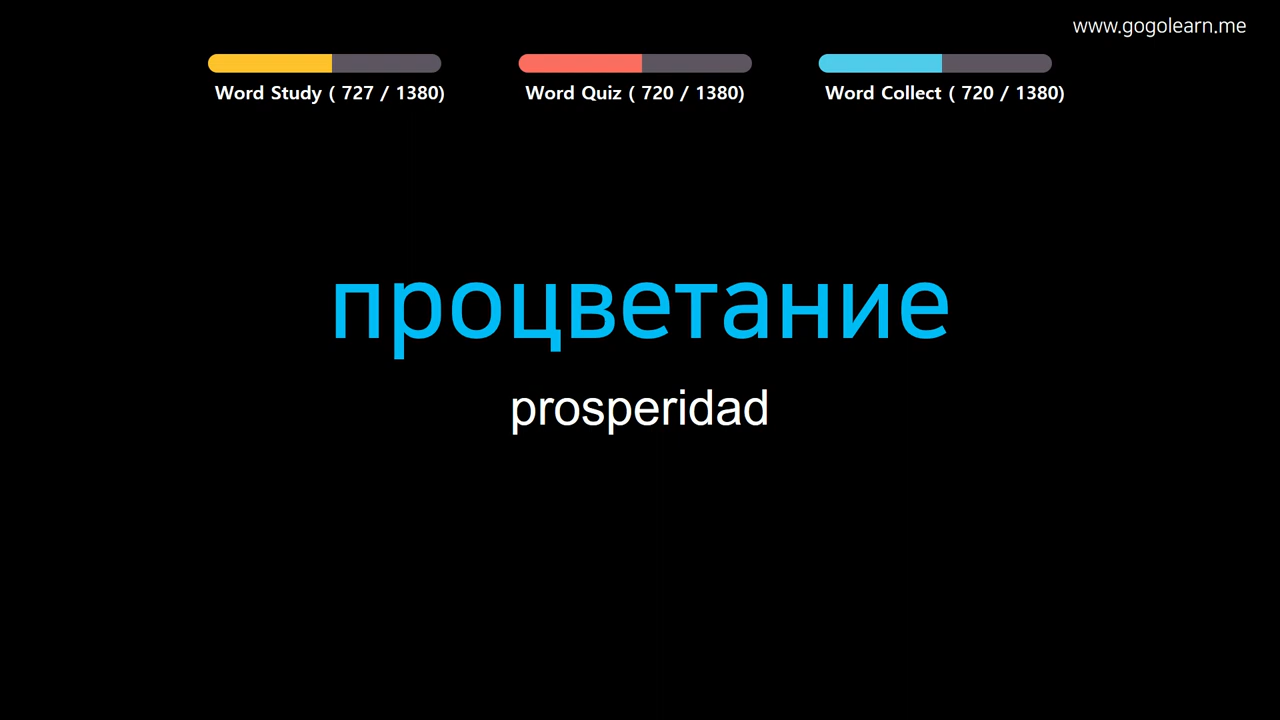 www.gogolearn.me
Word Study ( 727 / 1380)
Word Quiz ( 720 / 1380)
Word Collect ( 720 / 1380)
процветание
prosperidad